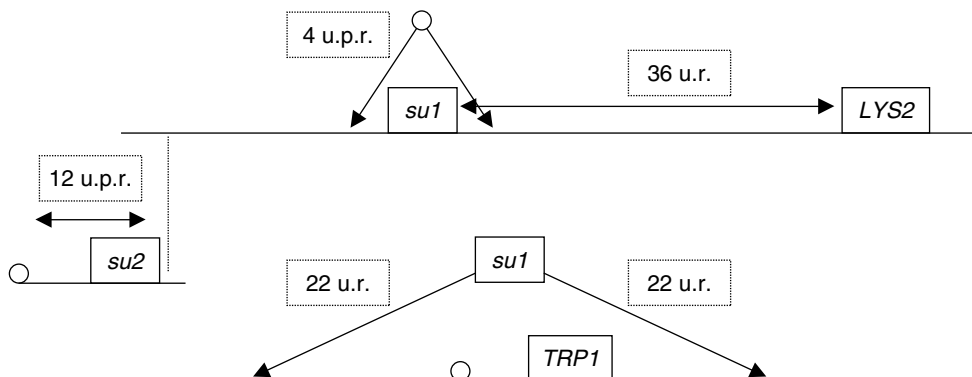 4 u.p.r.
36 u.r.
su1
LYS2
12 u.p.r.
su2
su1
22 u.r.
22 u.r.
TRP1